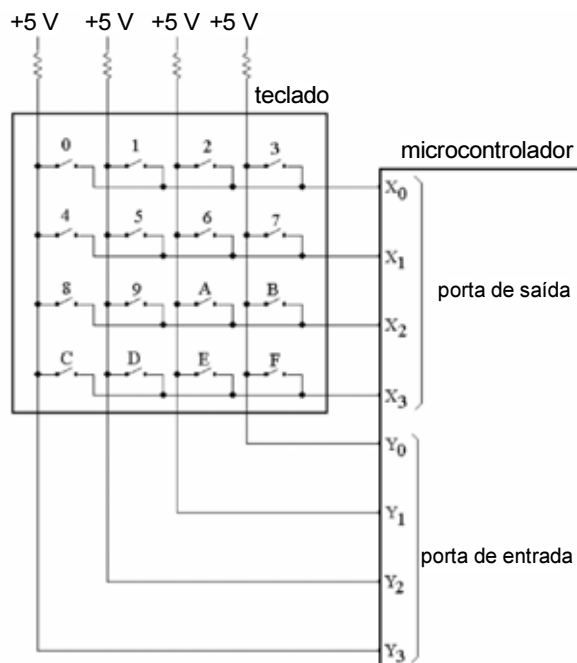 +5 V +5 V +5 V +5 V
teclado
microcontrolador
0 1 2 3
X0
4 5 6 7
X1
porta de saída
8 9 A B
X2
C D E F
X3
Y0
Y1
porta de entrada
Y2
Y3